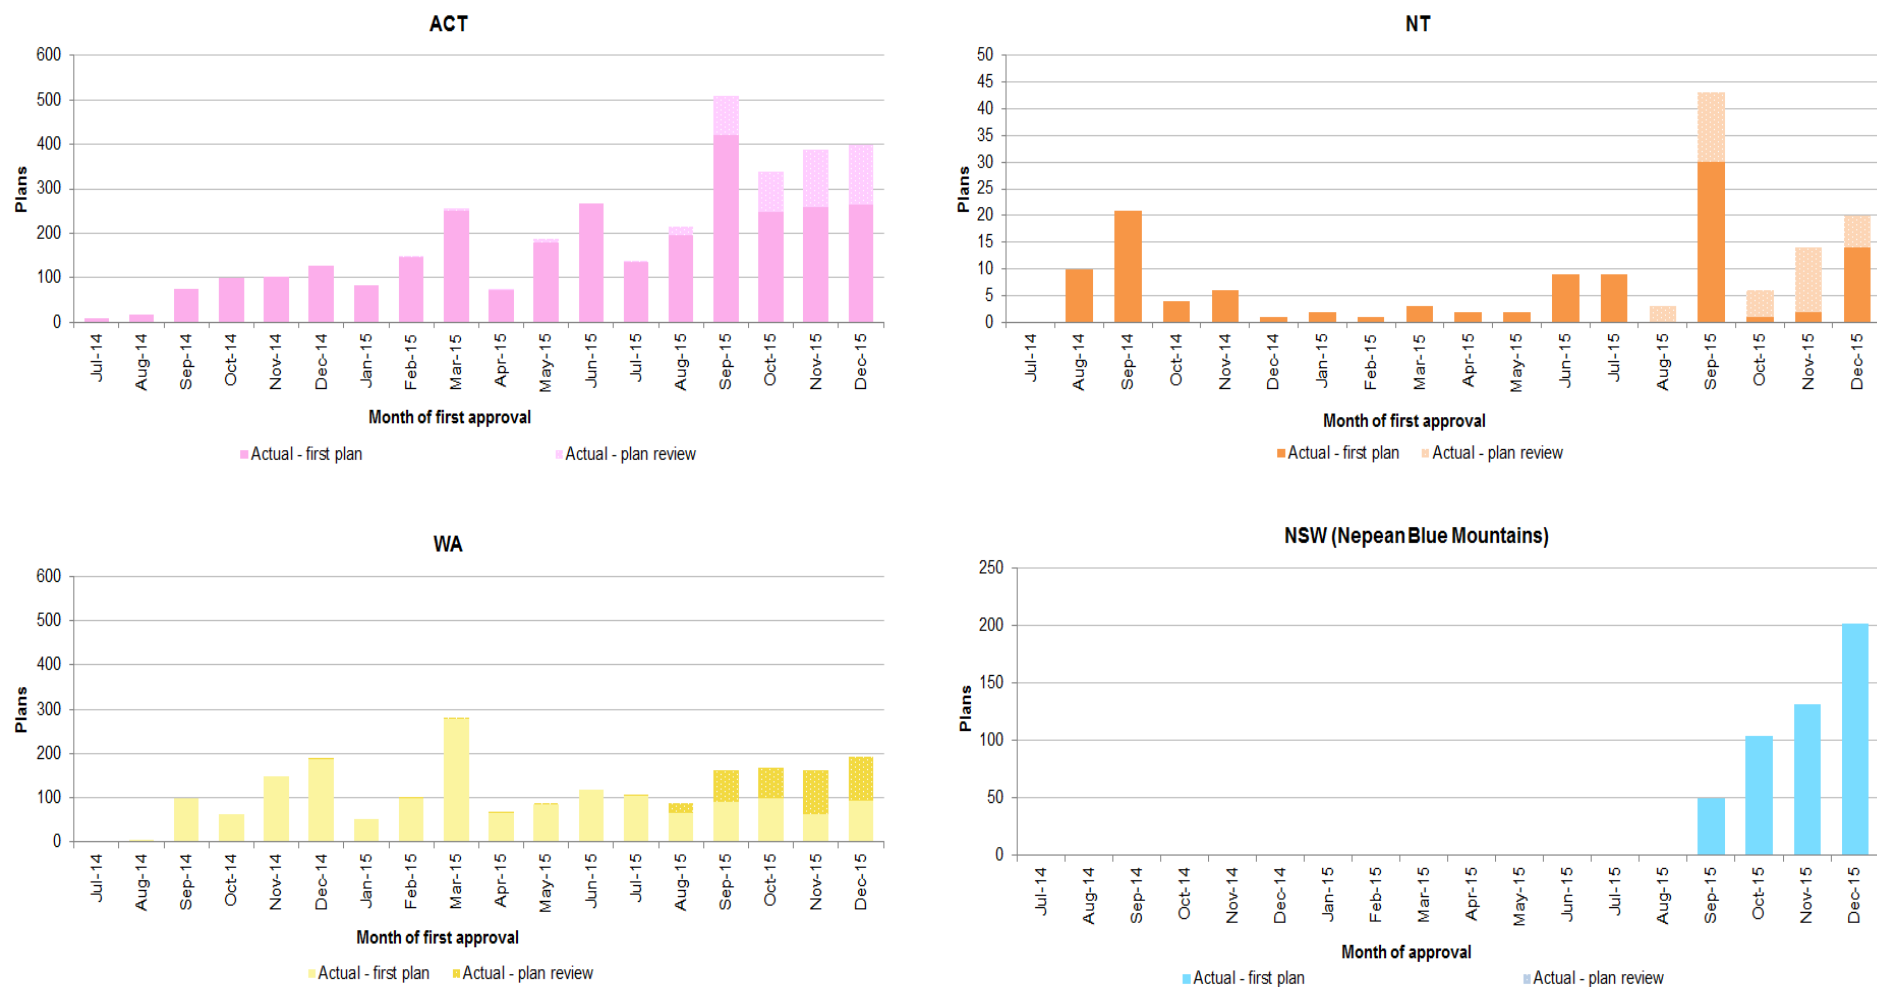 ACT
600
500
400
300
200
100
0
Plans
Jul-14
Aug-14
Sep-14
Oct-14
Nov-14
Dec-14
Jan-15
Feb-15
Mar-15
Apr-15
May-15
Jun-15
Jul-15
Aug-15
Sep-15
Oct-15
Nov-15
Dec-15
Month of first approval
Actual - first plan
Actual - plan review
NT
50
45
40
35
30
25
20
15
10
5
0
Plans
Jul-14
Aug-14
Sep-14
Oct-14
Nov-14
Dec-14
Jan-15
Feb-15
Mar-15
Apr-15
May-15
Jun-15
Jul-15
Aug-15
Sep-15
Oct-15
Nov-15
Dec-15
Month of first approval
Actual - first plan
Actual - plan review
WA
600
500
400
300
200
100
0
Plans
Jul-14
Aug-14
Sep-14
Oct-14
Nov-14
Dec-14
Jan-15
Feb-15
Mar-15
Apr-15
May-15
Jun-15
Jul-15
Aug-15
Sep-15
Oct-15
Nov-15
Dec-15
Month of first approval
Actual - first plan
Actual - plan review
NSW (Nepean Blue Mountains)
250
200
150
100
50
0
Plans
Jul-14
Aug-14
Sep-14
Oct-14
Nov-14
Dec-14
Jan-15
Feb-15
Mar-15
Apr-15
May-15
Jun-15
Jul-15
Aug-15
Sep-15
Oct-15
Nov-15
Dec-15
Month of approval
Actual - first plan
Actual - plan review